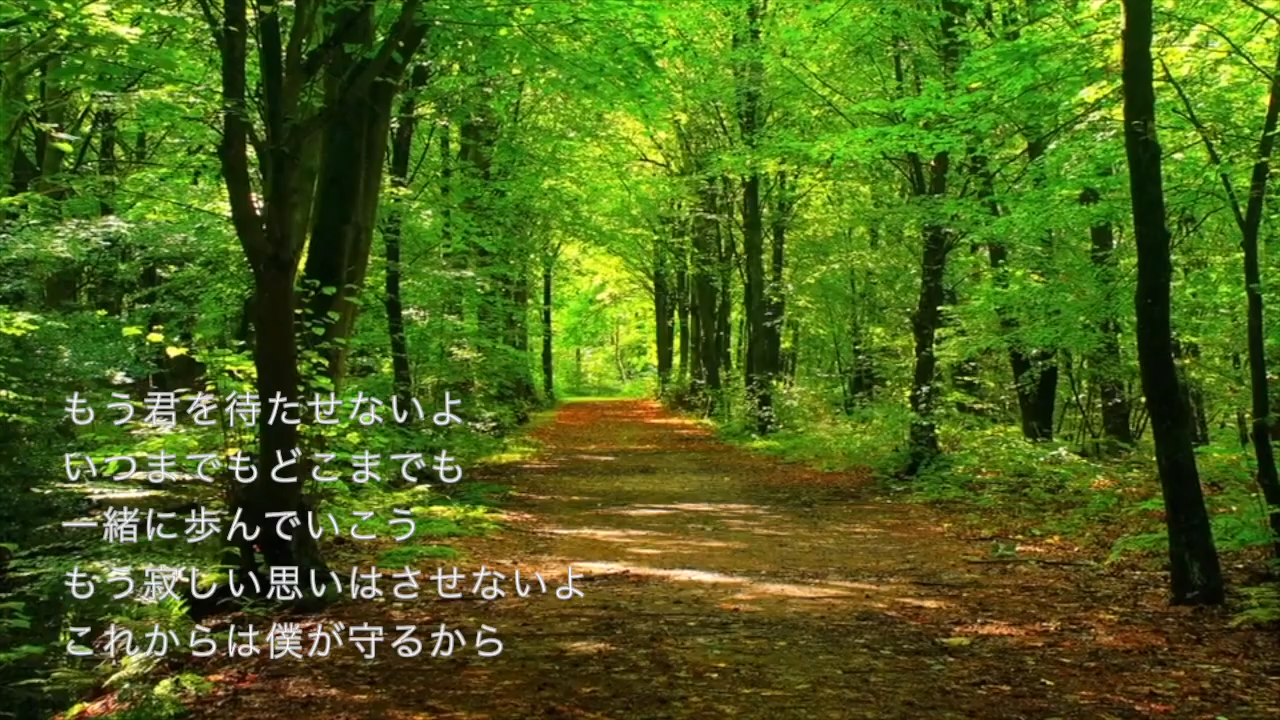 もう君を待たせないよ
いつまでもどこまでも
一緒に歩んでいこう
もう寂しい思いはさせないよ
これからは僕が守るから